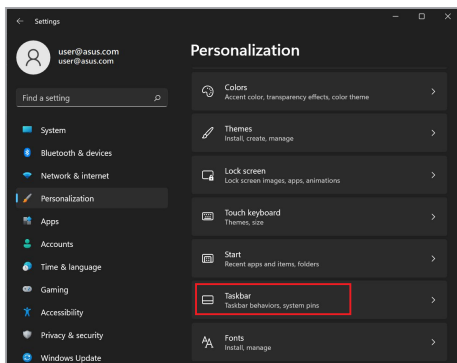 Settings
user@asus.com
user@asus.com
Find a setting
System
Bluetooth & devices
Network & internet
Personalization
Apps
Accounts
Time & language
Gaming
Accessibility
Privacy & security
Windows Update
Personalization
Colors
Accent color, transparency effects, color theme
Themes
Install, create, manage
Lock screen
Lock screen images, apps, animations
Touch keyboard
Themes, size
Start
Recent apps and items, folders
Taskbar
Taskbar behaviors, system pins
Fonts
Install, manage